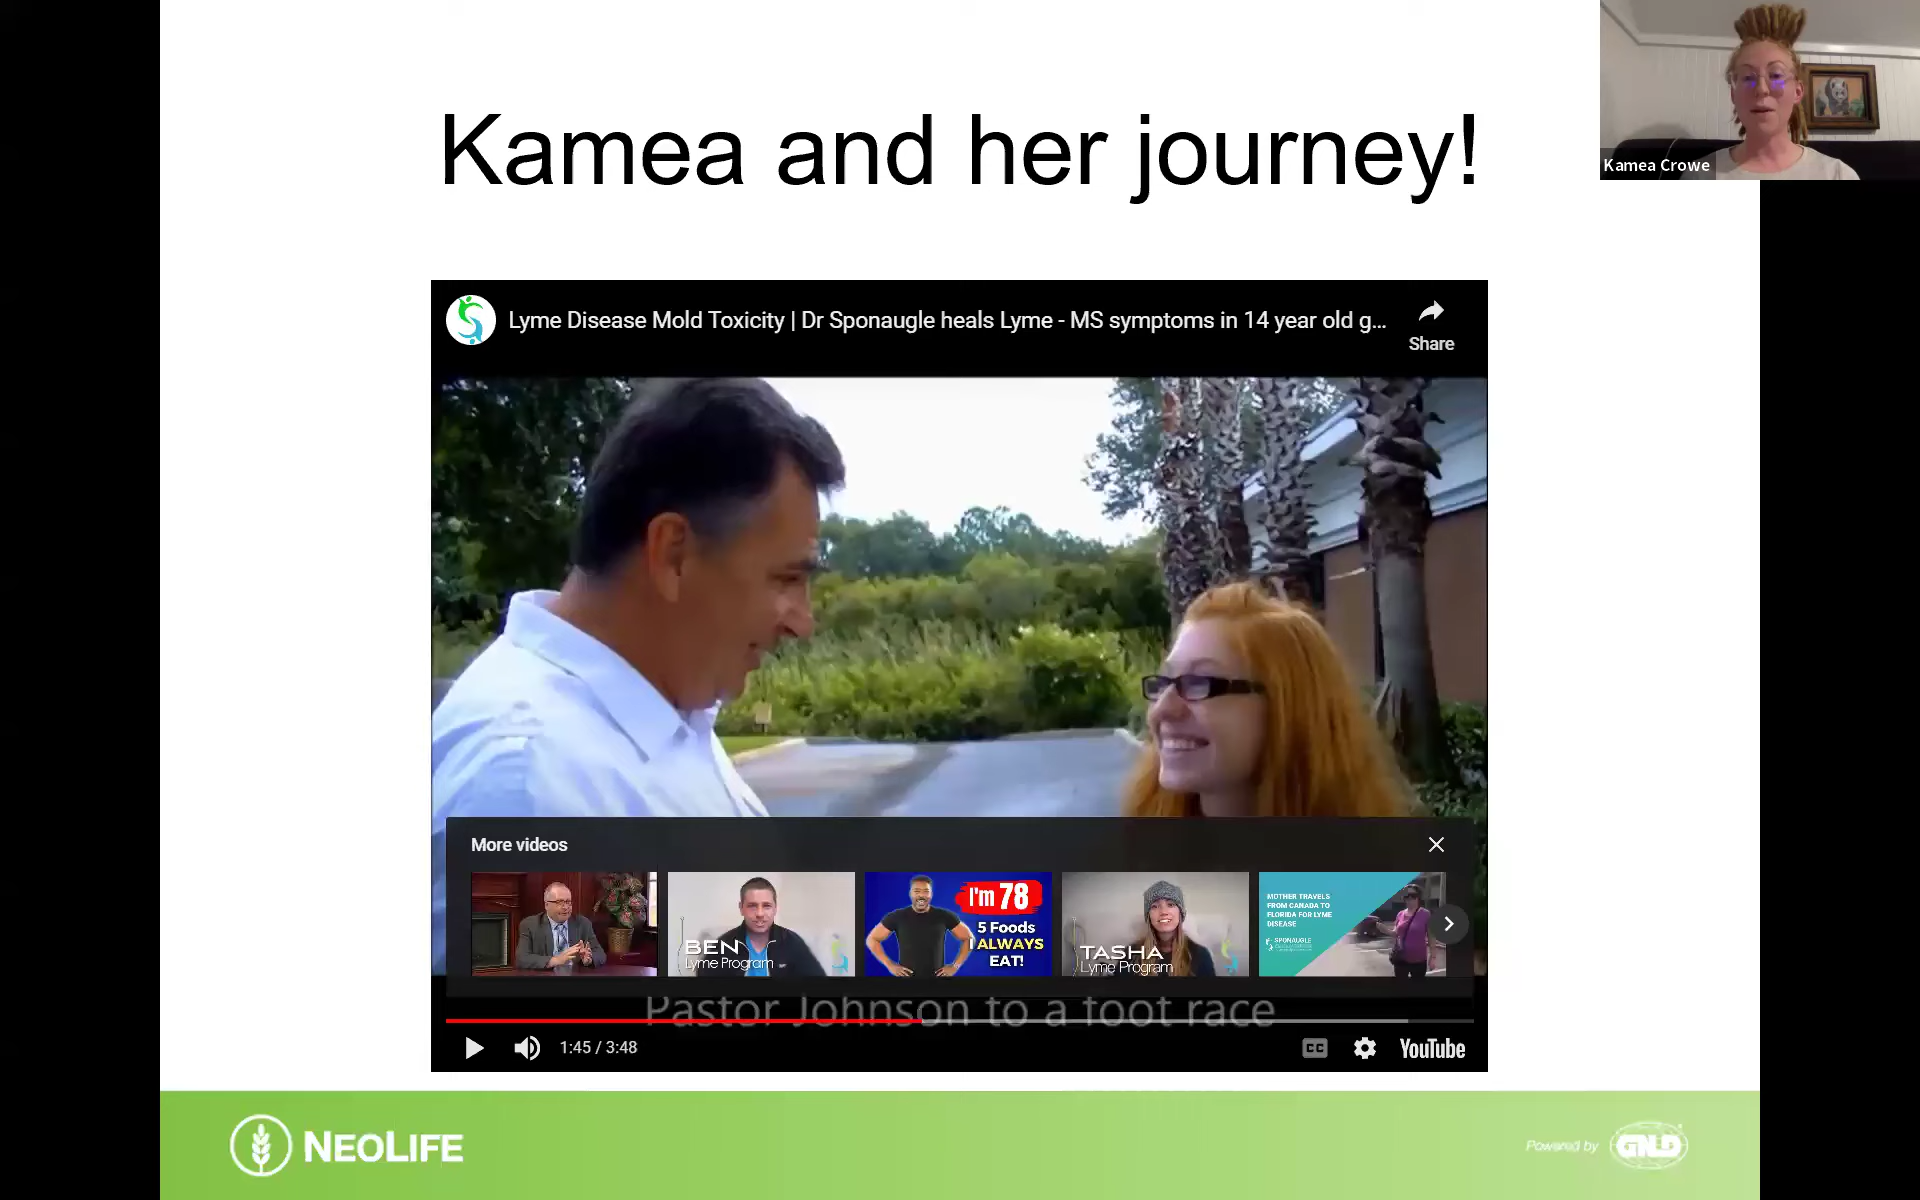 Kamea and her journey!
Kamea Crowe
Lyme Disease Mold Toxicity | Dr Sponaugle heals Lyme - MS symptoms in 14 year old g...
Share
More videos
BEN
Lyme Program
I'm 78
5 Foods
I ALWAYS
EAT!
TASHA
Lyme Program
MOTHER TRAVELS
FROM CANADA TO
FLORIDA FOR LYME
DISEASE
SPONAUGLE
Pastor Johnson to a foot race
1:45 / 3:48
CC
YouTube
NEOLIFE
Powered by
GNLD